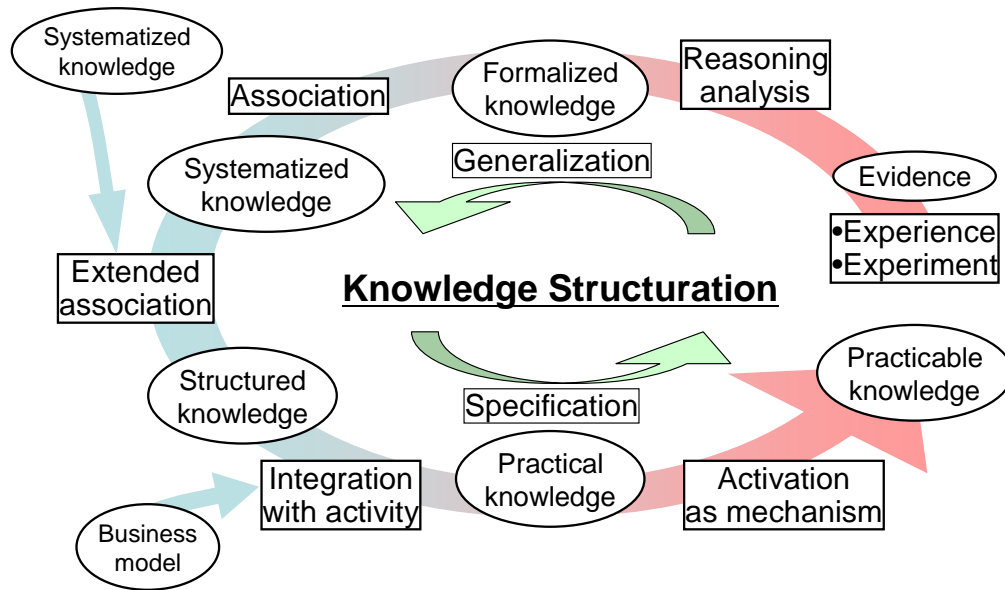 Systematized
knowledge
Association
Formalized
knowledge
Reasoning
analysis
Systematized
knowledge
Generalization
Evidence
•Experience
•Experiment
Extended
association
Knowledge Structuration
Structured
knowledge
Specification
Practicable
knowledge
Integration
with activity
Practical
knowledge
Activation
as mechanism
Business
model